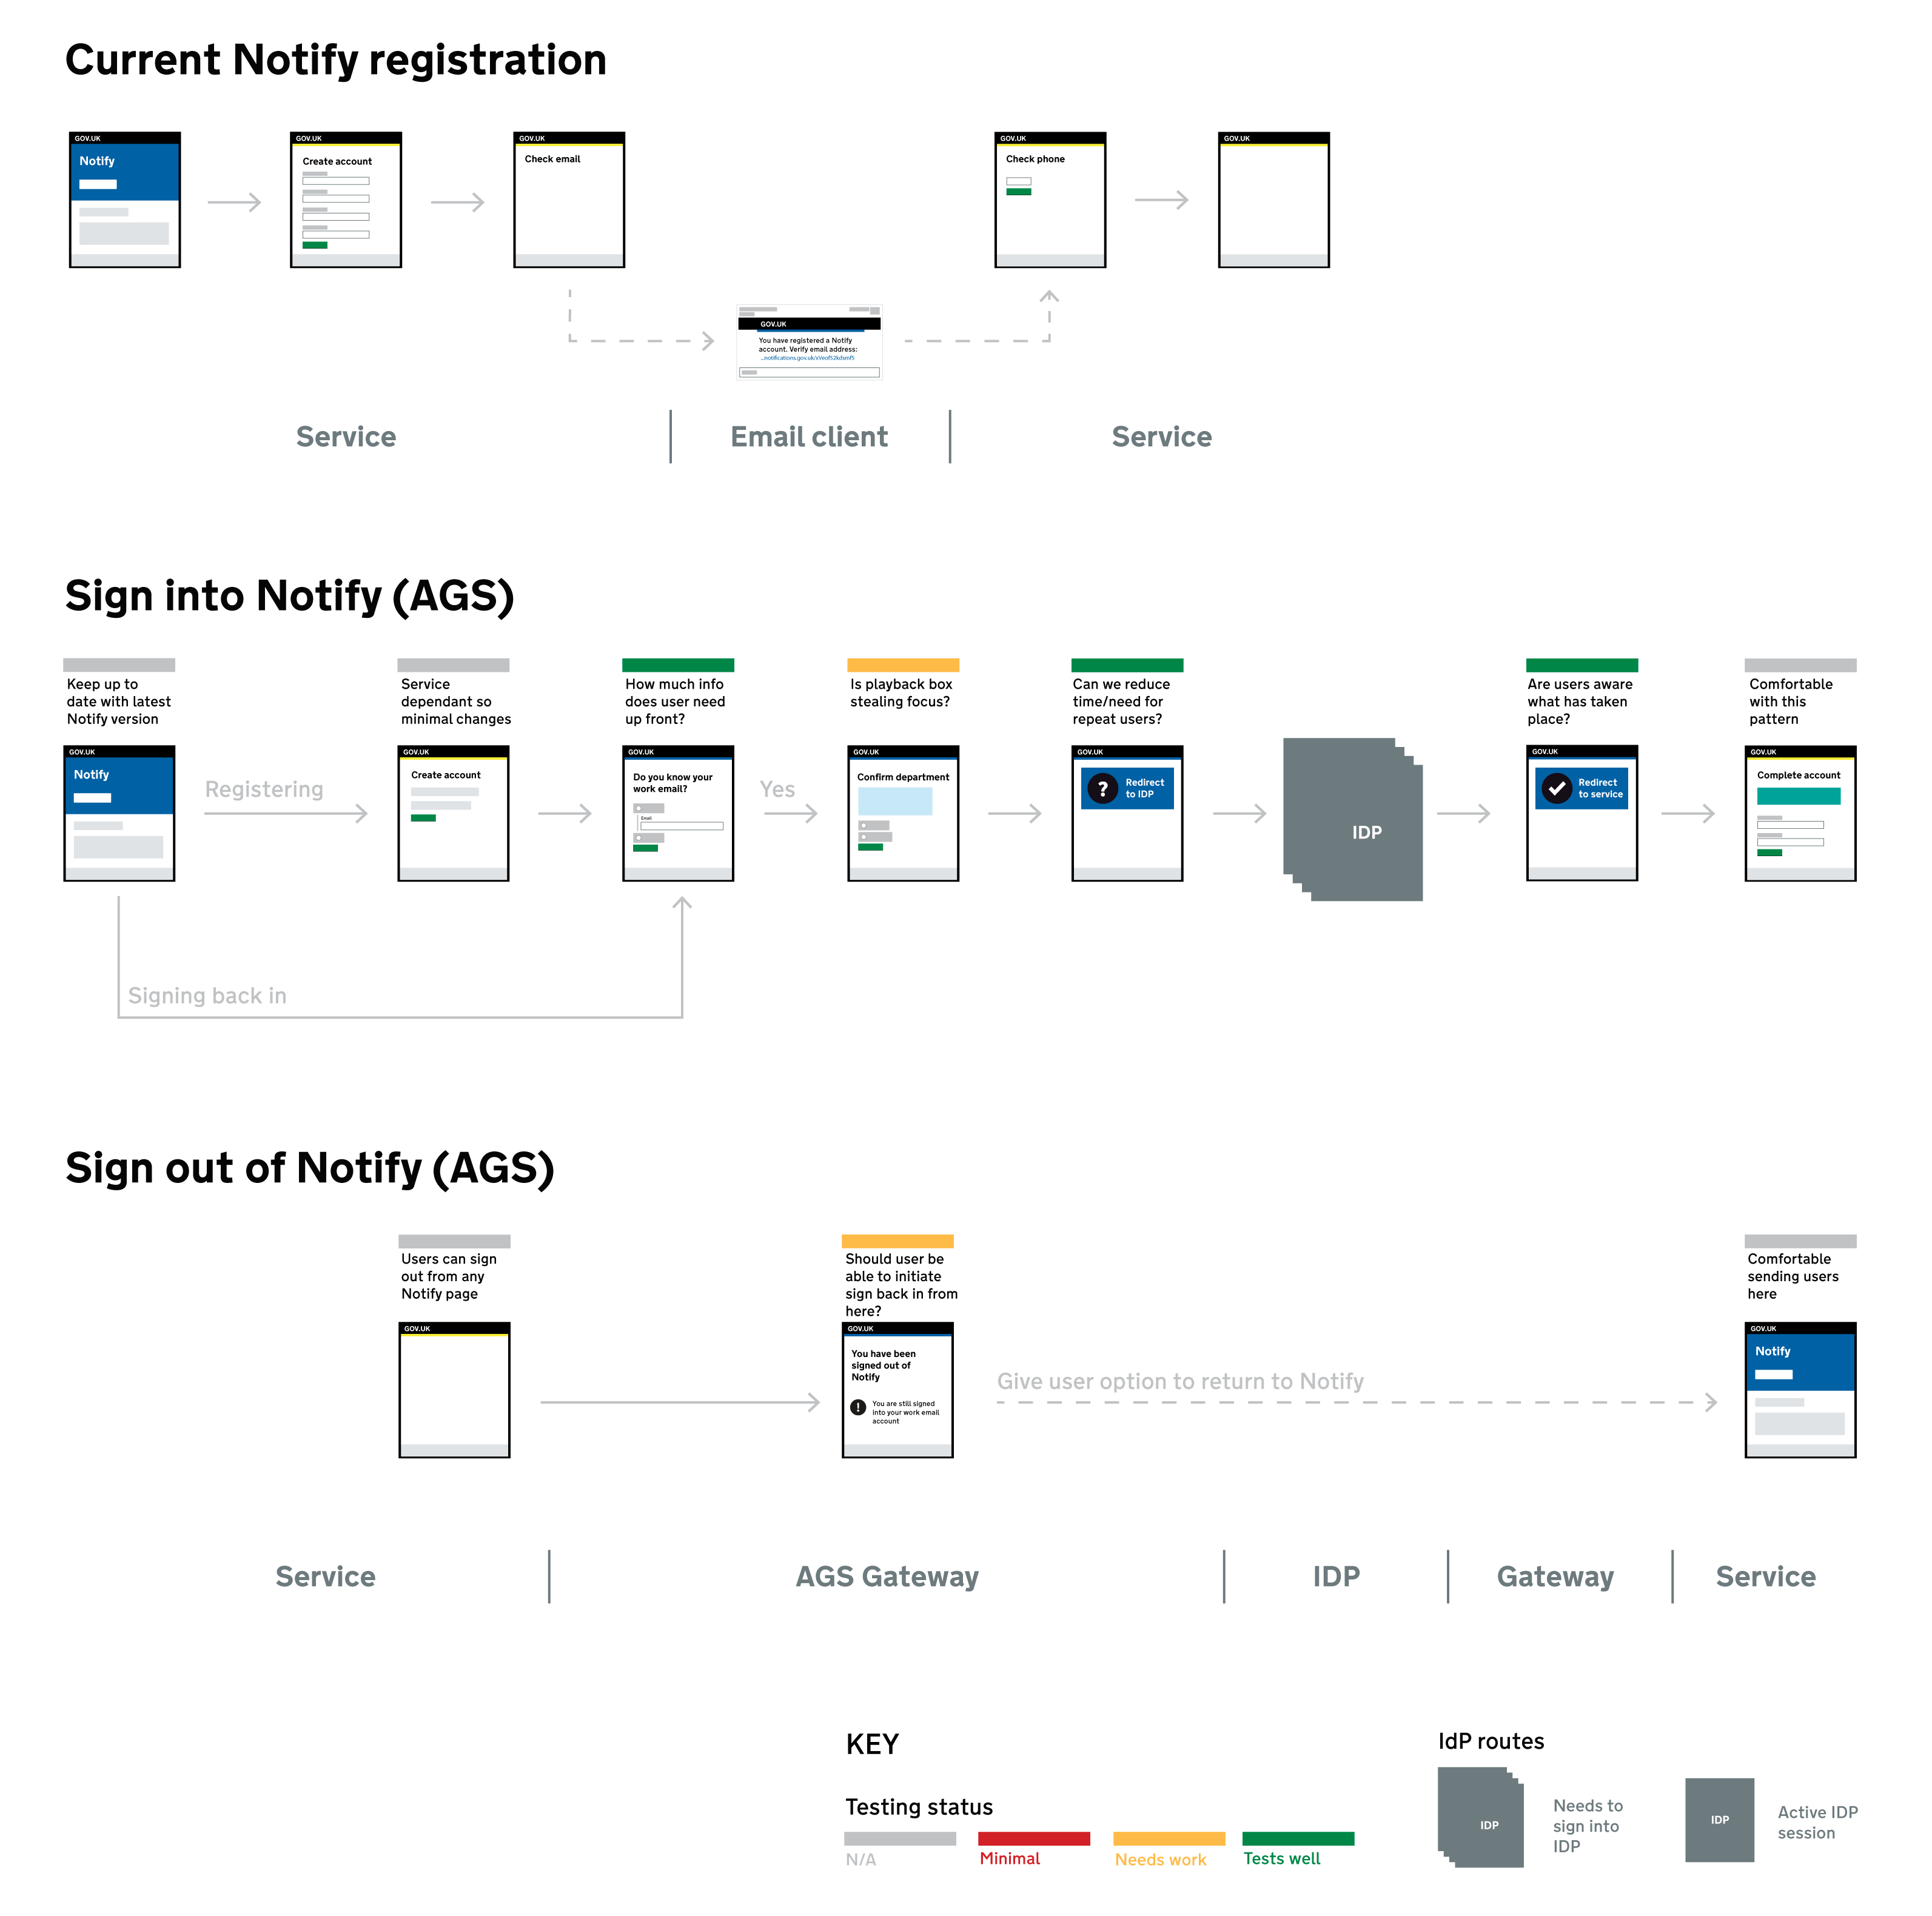 Current Notify registration
GOV.UK
Notify
GOV.UK
Create account
GOV.UK
Check email
GOV.UK
You have registered a Notify
account. Verify email address:
GOV.UK
Check phone
GOV.UK
Service
Email client
Service
Sign into Notify (AGS)
Keep up to
date with latest
Notify version
GOV.UK
Notify
Registering
Service
dependant so
minimal changes
GOV.UK
Create account
How much info
does user need
up front?
GOV.UK
Do you know your
work email?
Email
Yes
Is playback box
stealing focus?
GOV.UK
Confirm department
Can we reduce
time/need for
repeat users?
GOV.UK
?
Redirect
to IDP
IDP
Are users aware
what has taken
place?
GOV.UK
Redirect
to service
Comfortable
with this
pattern
GOV.UK
Complete account
Signing back in
Sign out of Notify (AGS)
Users can sign
out from any
Notify page
GOV.UK
Should user be
able to initiate
sign back in from
here?
GOV.UK
You have been
signed out of
Notify
!
You are still signed
into your work email
account
Give user option to return to Notify
Comfortable
sending users
here
GOV.UK
Notify
Service
AGS Gateway
IDP
Gateway
Service
KEY
Testing status
N/A
Minimal
Needs work
Tests well
IdP routes
IDP
Needs to
sign into
IDP
IDP
Active IDP
session